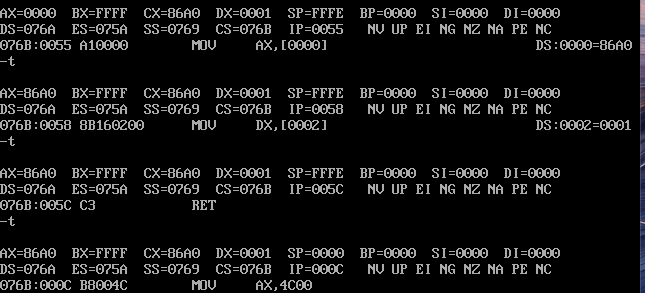 AX=0000  BX=FFFF  CX=86A0  DX=0001  SP=FFFE  BP=0000  SI=0000  DI=0000
DS=076A  ES=075A  SS=0769  CS=076B  IP=0055   NV UP EI NG NZ NA PE NC
076B:0055 A10000        MOV     AX,[0000]                          DS:0000=86A0
-t
AX=86A0  BX=FFFF  CX=86A0  DX=0001  SP=FFFE  BP=0000  SI=0000  DI=0000
DS=076A  ES=075A  SS=0769  CS=076B  IP=0058   NV UP EI NG NZ NA PE NC
076B:0058 8B160200      MOV     DX,[0002]                          DS:0002=0001
-t
AX=86A0  BX=FFFF  CX=86A0  DX=0001  SP=FFFE  BP=0000  SI=0000  DI=0000
DS=076A  ES=075A  SS=0769  CS=076B  IP=005C   NV UP EI NG NZ NA PE NC
076B:005C C3            RET
-t
AX=86A0  BX=FFFF  CX=86A0  DX=0001  SP=0000  BP=0000  SI=0000  DI=0000
DS=076A  ES=075A  SS=0769  CS=076B  IP=000C   NV UP EI NG NZ NA PE NC
076B:000C B8004C        MOV     AX,4C00